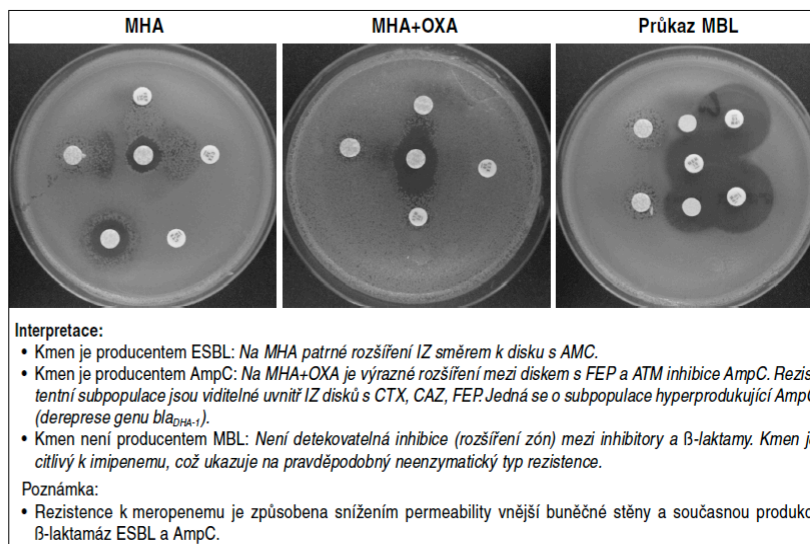 MHA
MHA+OXA
Průkaz MBL
Interpretace:
• Kmen je producentem ESBL: Na MHA patrné rozšíření IZ směrem k disku s AMC.
• Kmen je producentem AmpC: Na MHA+OXA je výrazné rozšíření mezi diskem s FEP a ATM inhibice AmpC. Rezis
tentní subpopulace jsou viditelné uvnitř IZ disků s CTX, CAZ, FEP. Jedná se o subpopulace hyperprodukující AmpC
(dereprese genu blaDHA-1).
• Kmen není producentem MBL: Není detekovatelná inhibice (rozšíření zón) mezi inhibitory a ß-laktamy. Kmen je
citlivý k imipenemu, což ukazuje na pravděpodobný neenzymatický typ rezistence.
Poznámka:
• Rezistence k meropenemu je způsobena snížením permeability vnější buněčné stěny a současnou produkc
ß-laktamáz ESBL a AmpC.